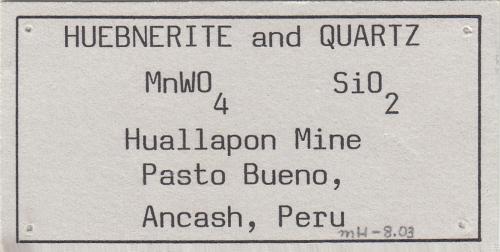 HUEBNERITE and QUARTZ
MnWO4 SiO2
Huallapon Mine
Pasto Bueno,
Ancash, Peru
mH-8.03